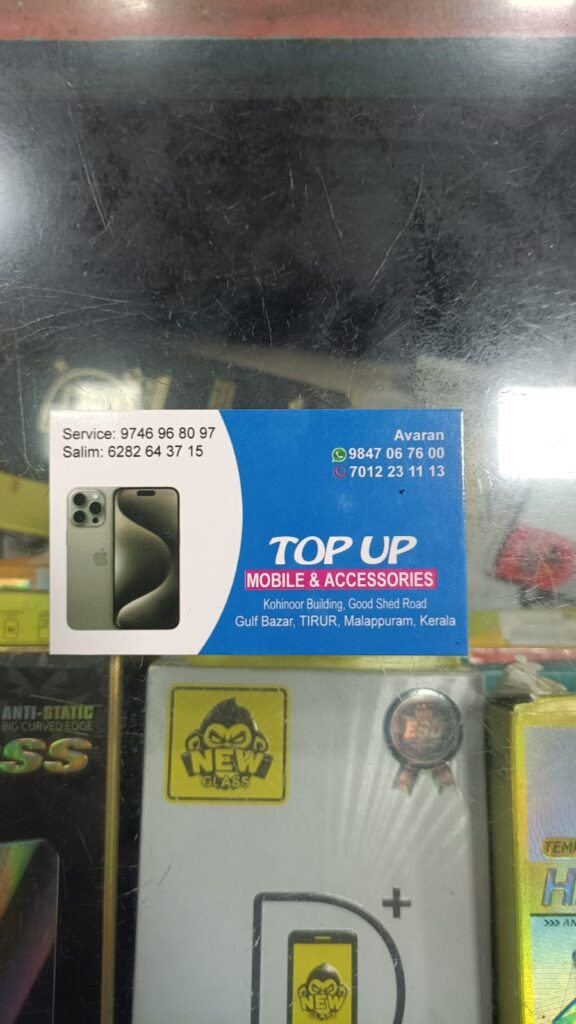 Service: 9746 96 80 97
Salim: 6282 64 37 15
Avaran
9847 06 76 00
7012 23 11 13
TOP UP
MOBILE & ACCESSORIES
Kohinoor Building, Good Shed Road
Gulf Bazar, TIRUR, Malappuram, Kerala
ANTI-STATIC
BIG CURVED EDGE
SS
NEW
GLASS
ESD
D+
NEW